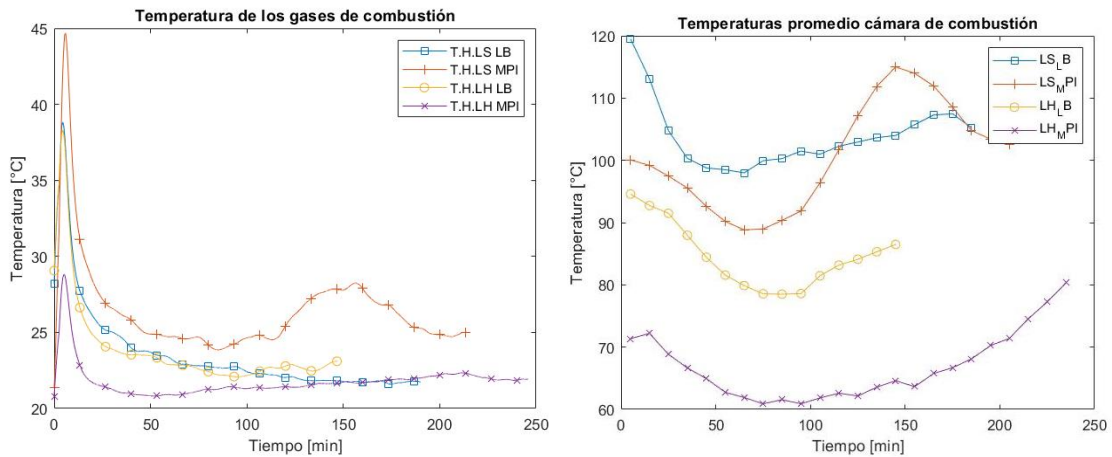 Temperatura de los gases de combustión
Temperatura [°C]
45
40
35
30
25
20
0
50
100
150
200
250
Tiempo [min]
T.H.LS LB
T.H.LS MPI
T.H.LH LB
T.H.LH MPI
Temperaturas promedio cámara de combustión
Temperatura [°C]
120
110
100
90
80
70
60
0
50
100
150
200
250
Tiempo [min]
LS_LB
LS_MPI
LH_LB
LH_MPI